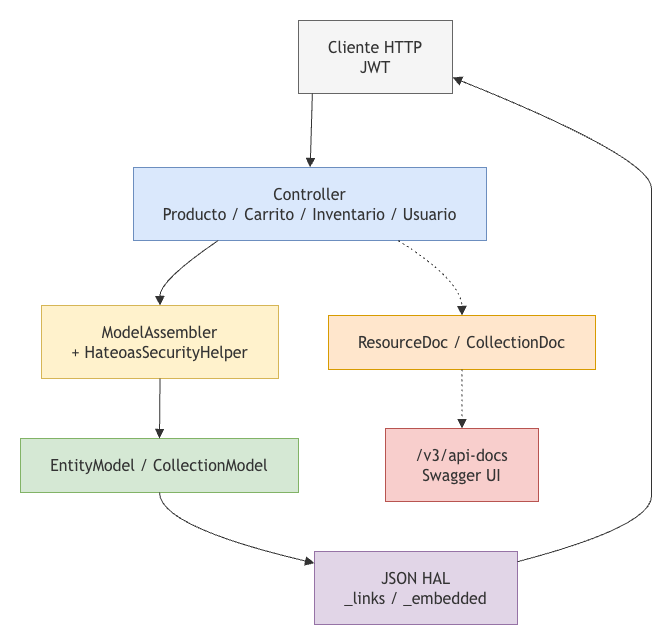 Cliente HTTP
JWT
Controller
Producto / Carrito / Inventario / Usuario
ModelAssembler
+ HateoasSecurityHelper
ResourceDoc / CollectionDoc
EntityModel / CollectionModel
/v3/api-docs
Swagger UI
JSON HAL
_links / _embedded